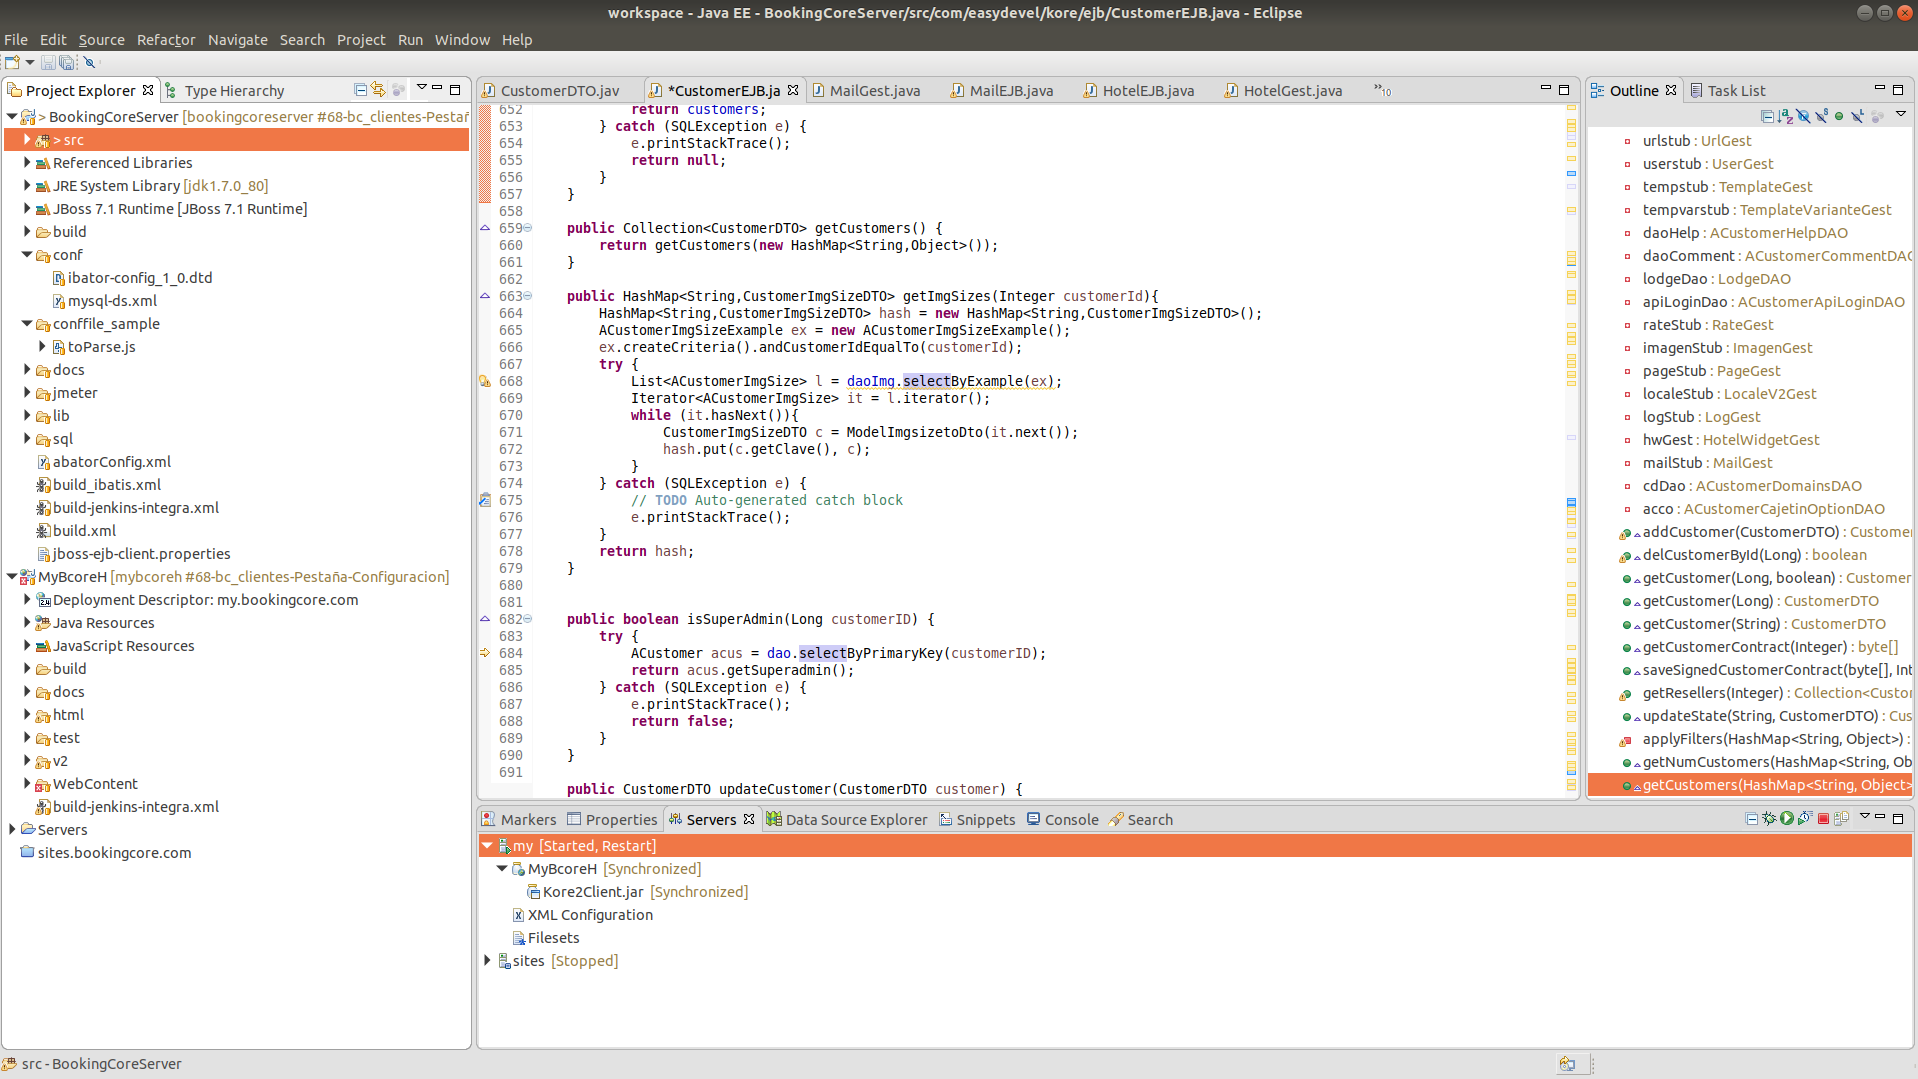 workspace - Java EE - BookingCoreServer/src/com/easydevel/kore/ejb/CustomerEJB.java - Eclipse
File Edit Source Refactor Navigate Search Project Run Window Help
Project Explorer
Type Hierarchy
> BookingCoreServer [bookingcoreserver #68-bc_clientes-Pestañ
> src
Referenced Libraries
JRE System Library [jdk1.7.0_80]
JBoss 7.1 Runtime [JBoss 7.1 Runtime]
build
conf
ibator-config_1_0.dtd
mysql-ds.xml
conffile_sample
toParse.js
docs
jmeter
lib
sql
abatorConfig.xml
build_ibatis.xml
build-jenkins-integra.xml
build.xml
jboss-ejb-client.properties
MyBcoreH [mybcoreh #68-bc_clientes-Pestaña-Configuracion]
Deployment Descriptor: my.bookingcore.com
Java Resources
JavaScript Resources
build
docs
html
test
v2
WebContent
build-jenkins-integra.xml
Servers
sites.bookingcore.com
CustomerDTO.jav *CustomerEJB.ja MailGest.java MailEJB.java HotelEJB.java HotelGest.java »10
652 return customers;
653 } catch (SQLException e) {
654 e.printStackTrace();
655 return null;
656 }
657 }
658
659 public Collection<CustomerDTO> getCustomers() {
660 return getCustomers(new HashMap<String,Object>());
661 }
662
663 public HashMap<String,CustomerImgSizeDTO> getImgSizes(Integer customerId){
664 HashMap<String,CustomerImgSizeDTO> hash = new HashMap<String,CustomerImgSizeDTO>();
665 ACustomerImgSizeExample ex = new ACustomerImgSizeExample();
666 ex.createCriteria().andCustomerIdEqualTo(customerId);
667 try {
668 List<ACustomerImgSize> l = daoImg.selectByExample(ex);
669 Iterator<ACustomerImgSize> it = l.iterator();
670 while (it.hasNext()){
671 CustomerImgSizeDTO c = ModelImgsizetoDto(it.next());
672 hash.put(c.getClave(), c);
673 }
674 } catch (SQLException e) {
675 // TODO Auto-generated catch block
676 e.printStackTrace();
677 }
678 return hash;
679 }
680
681
682 public boolean isSuperAdmin(Long customerID) {
683 try {
684 ACustomer acus = dao.selectByPrimaryKey(customerID);
685 return acus.getSuperadmin();
686 } catch (SQLException e) {
687 e.printStackTrace();
688 return false;
689 }
690 }
691
public CustomerDTO updateCustomer(CustomerDTO customer) {
Outline
Task List
urlstub : UrlGest
userstub : UserGest
tempstub : TemplateGest
tempvarstub : TemplateVarianteGest
daoHelp : ACustomerHelpDAO
daoComment : ACustomerCommentDAO
lodgeDao : LodgeDAO
apiLoginDao : ACustomerApiLoginDAO
rateStub : RateGest
imagenStub : ImagenGest
pageStub : PageGest
localeStub : LocaleV2Gest
logStub : LogGest
hwGest : HotelWidgetGest
mailStub : MailGest
cdDao : ACustomerDomainsDAO
acco : ACustomerCajetinOptionDAO
addCustomer(CustomerDTO) : Custome
delCustomerById(Long) : boolean
getCustomer(Long, boolean) : Customer
getCustomer(Long) : CustomerDTO
getCustomer(String) : CustomerDTO
getCustomerContract(Integer) : byte[]
saveSignedCustomerContract(byte[], Int
getResellers(Integer) : Collection<Custo
updateState(String, CustomerDTO) : Cus
applyFilters(HashMap<String, Object>) :
getNumCustomers(HashMap<String, Ob
getCustomers(HashMap<String, Object>
Markers Properties Servers Data Source Explorer Snippets Console Search
my [Started, Restart]
MyBcoreH [Synchronized]
Kore2Client.jar [Synchronized]
XML Configuration
Filesets
sites [Stopped]
src - BookingCoreServer